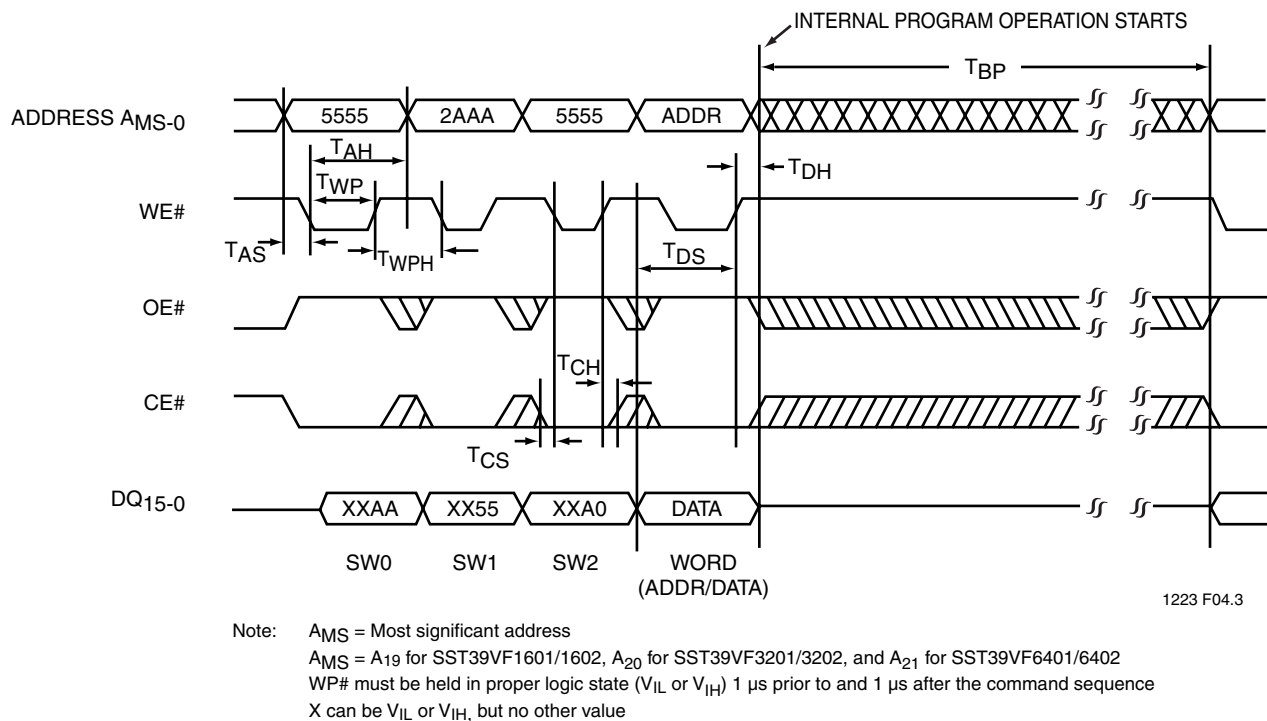 INTERNAL PROGRAM OPERATION STARTS
TBP
ADDRESS AMS-0
5555
2AAA
5555
ADDR
TAH
TDH
TWP
WE#
TAS
TWPH
TDS
OE#
TCH
CE#
TCS
DQ15-0
XXAA
XX55
XXA0
DATA
SW0
SW1
SW2
WORD
(ADDR/DATA)
1223 F04.3
Note: AMS = Most significant address
AMS = A19 for SST39VF1601/1602, A20 for SST39VF3201/3202, and A21 for SST39VF6401/6402
WP# must be held in proper logic state (VIL or VIH) 1 µs prior to and 1 µs after the command sequence
X can be VIL or VIH, but no other value